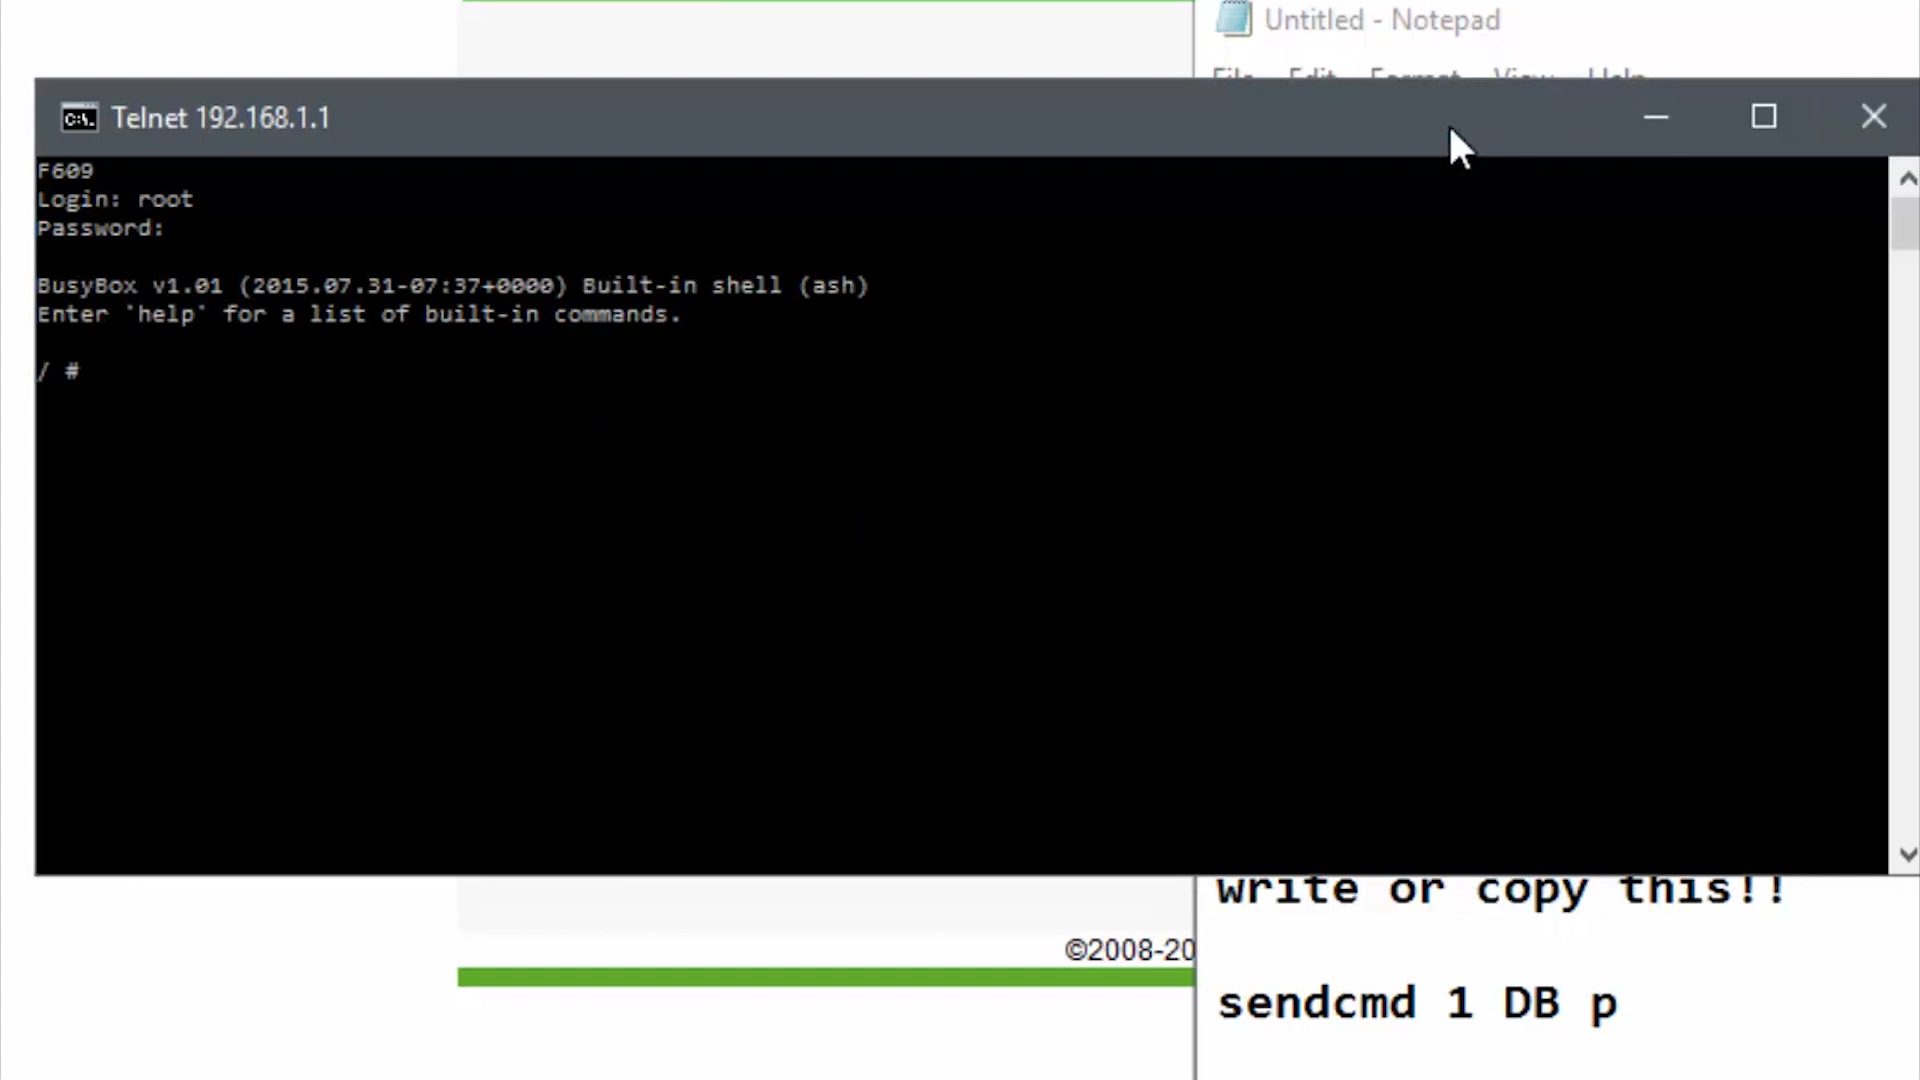 Untitled - Notepad
File Edit Format View Help
Telnet 192.168.1.1
F609
Login: root
Password:
BusyBox v1.01 (2015.07.31-07:37+0000) Built-in shell (ash)
Enter 'help' for a list of built-in commands.
/ #
write or copy this!!
©2008-20
sendcmd 1 DB p